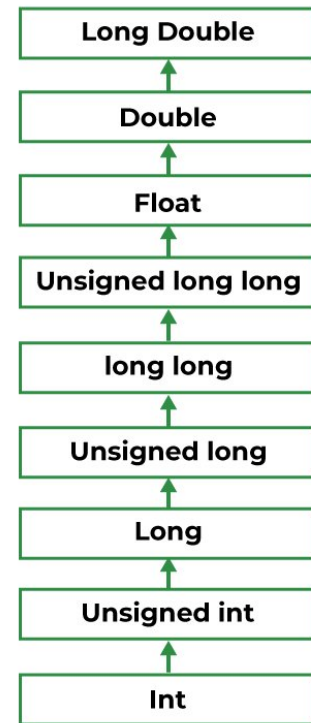 Long Double
Double
Float
Unsigned long long
long long
Unsigned long
Long
Unsigned int
Int